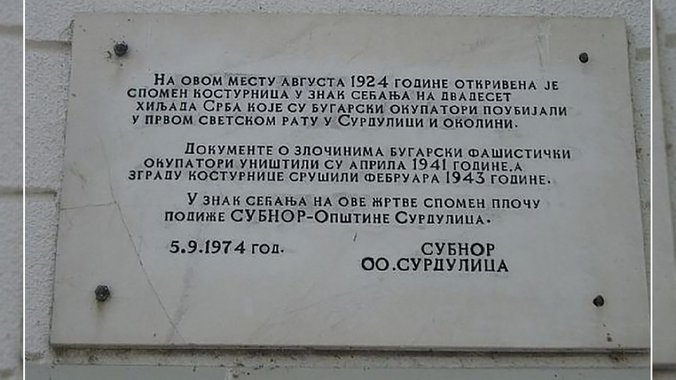 На овом месту августа 1924 године откривена је
спомен костурница у знак сећања на двадесет
хиљада Срба које су бугарски окупатори поубијали
у првом светском рату у Сурдулици и околини.
Документе о злочинима бугарски фашистички
окупатори уништили су априла 1941 године.а
зграду костурнице срушили фебруара 1943 године.
У знак сећања на ове жртве спомен плочу
подиже СУБНОР-Општине Сурдулица.
5.9.1974 год. СУБНОР
ОО.СУРДУЛИЦА